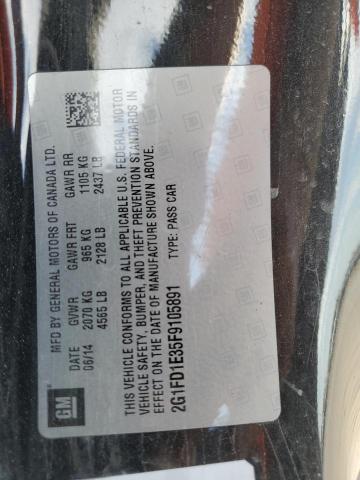 MFD BY GENERAL MOTORS OF CANADA LTD.
DATE GVWR GAWR FRT GAWR RR
06/14 2070 KG 965 KG 1105 KG
4565 LB 2128 LB 2437 LB
GM
THIS VEHICLE CONFORMS TO ALL APPLICABLE U.S. FEDERAL MOTOR
VEHICLE SAFETY, BUMPER, AND THEFT PREVENTION STANDARDS IN
EFFECT ON THE DATE OF MANUFACTURE SHOWN ABOVE.
2G1FD1E35F9105891 TYPE: PASS CAR